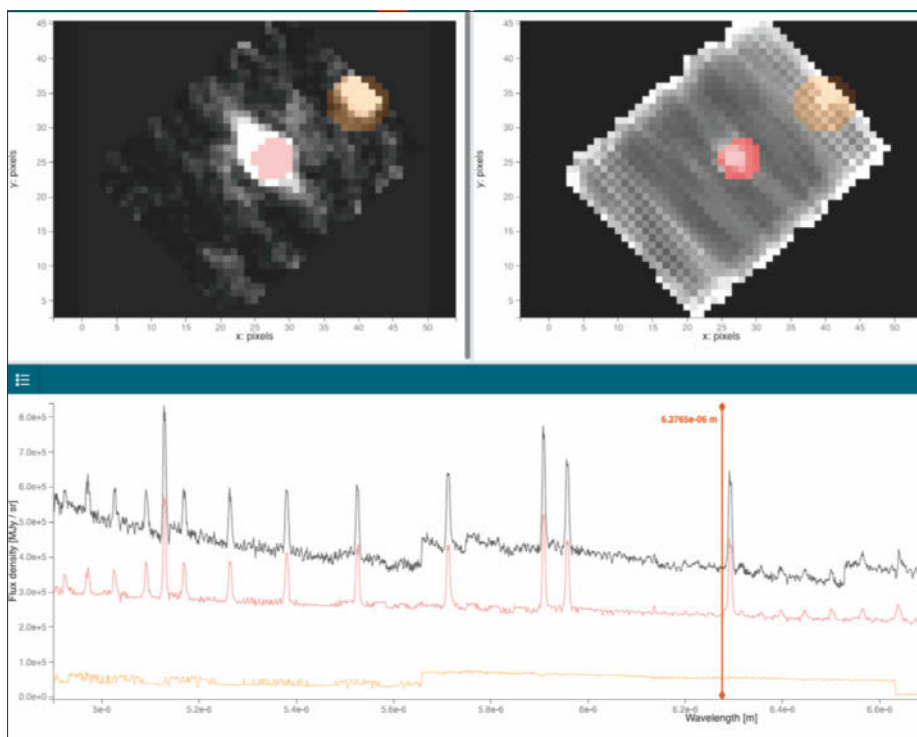 45
40
35
30
25
20
15
10
5
y: pixels
0 5 10 15 20 25 30 35 40 45 50
x: pixels
45
40
35
30
25
20
15
10
5
y: pixels
0 5 10 15 20 25 30 35 40 45 50
x: pixels
8.0e+5
7.0e+5
6.0e+5
5.0e+5
4.0e+5
3.0e+5
2.0e+5
1.0e+5
0.0e+0
Flux density [MJy / sr]
6.2765e-06 m
5e-6 5.2e-6 5.4e-6 5.6e-6 5.8e-6 6e-6 6.2e-6 6.4e-6 6.6e-6
Wavelength [m]